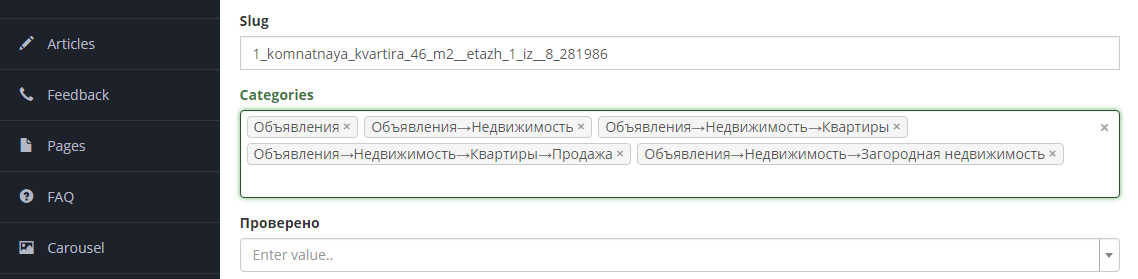 Slug
Articles
1_komnatnaya_kvartira_46_m2__etazh_1_iz__8_281986
Feedback
Categories
Объявления × Объявления→Недвижимость × Объявления→Недвижимость→Квартиры × ×
Pages
Объявления→Недвижимость→Квартиры→Продажа × Объявления→Недвижимость→Загородная недвижимость ×
FAQ
Проверено
Carousel
Enter value..